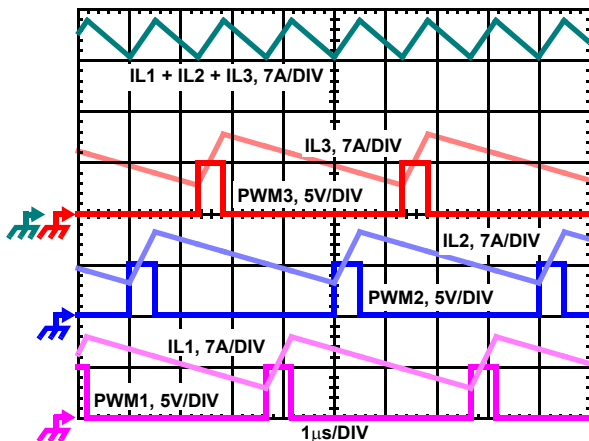 IL1 + IL2 + IL3, 7A/DIV
IL3, 7A/DIV
PWM3, 5V/DIV
IL2, 7A/DIV
PWM2, 5V/DIV
IL1, 7A/DIV
PWM1, 5V/DIV
1μs/DIV